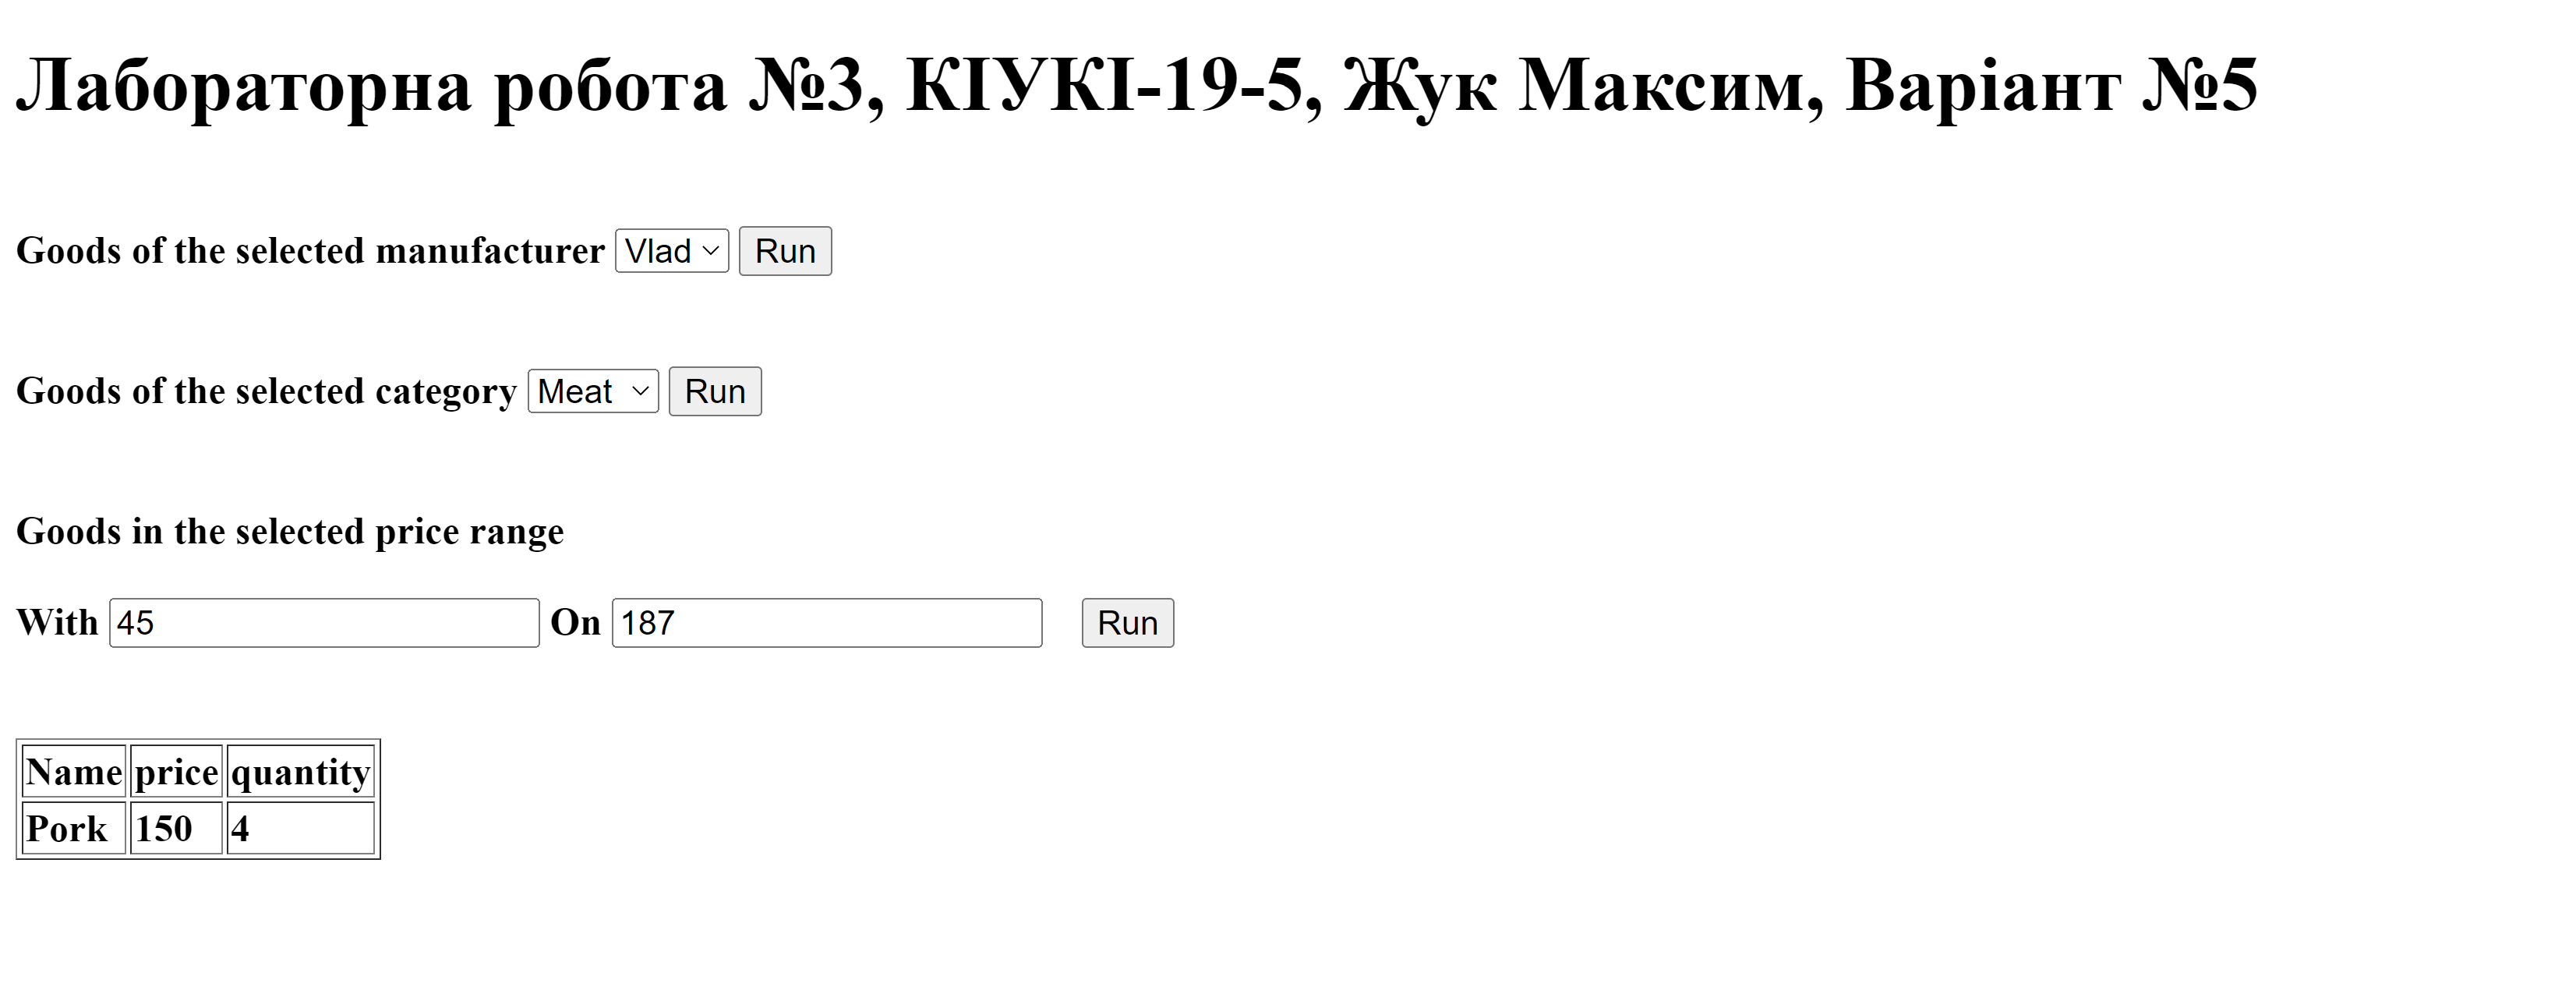 Лабораторна робота №3, КІУКІ-19-5, Жук Максим, Варіант №5
Goods of the selected manufacturer Vlad Run
Goods of the selected category Meat Run
Goods in the selected price range
With 45 On 187 Run
Name price quantity
Pork 150 4